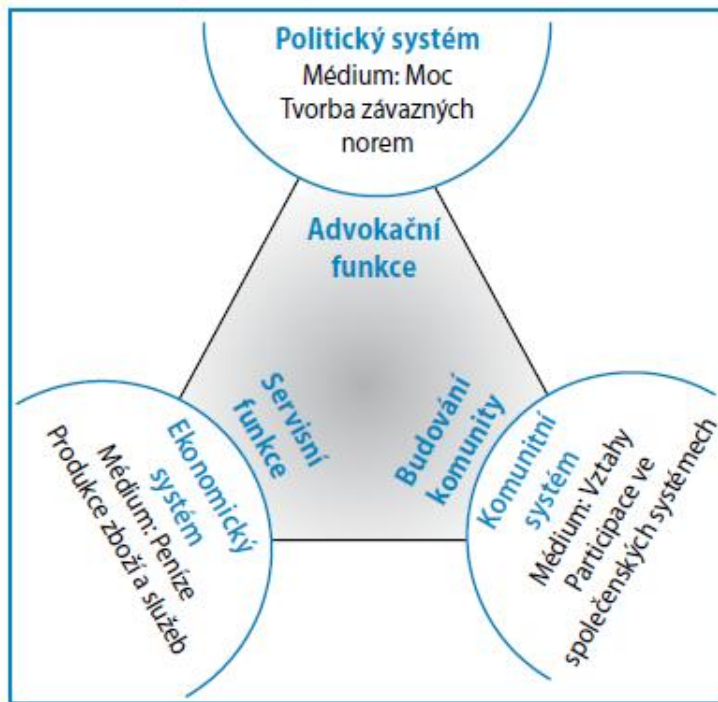 Politický systém
Médium: Moc
Tvorba závazných
norem
Advokační
funkce
Servisní
funkce
Budování
komunity
Ekonomický
systém
Médium: Peníze
Produkce zboží a služeb
Komunitní
systém
Médium: Vztahy
Participace ve
společenských systémech